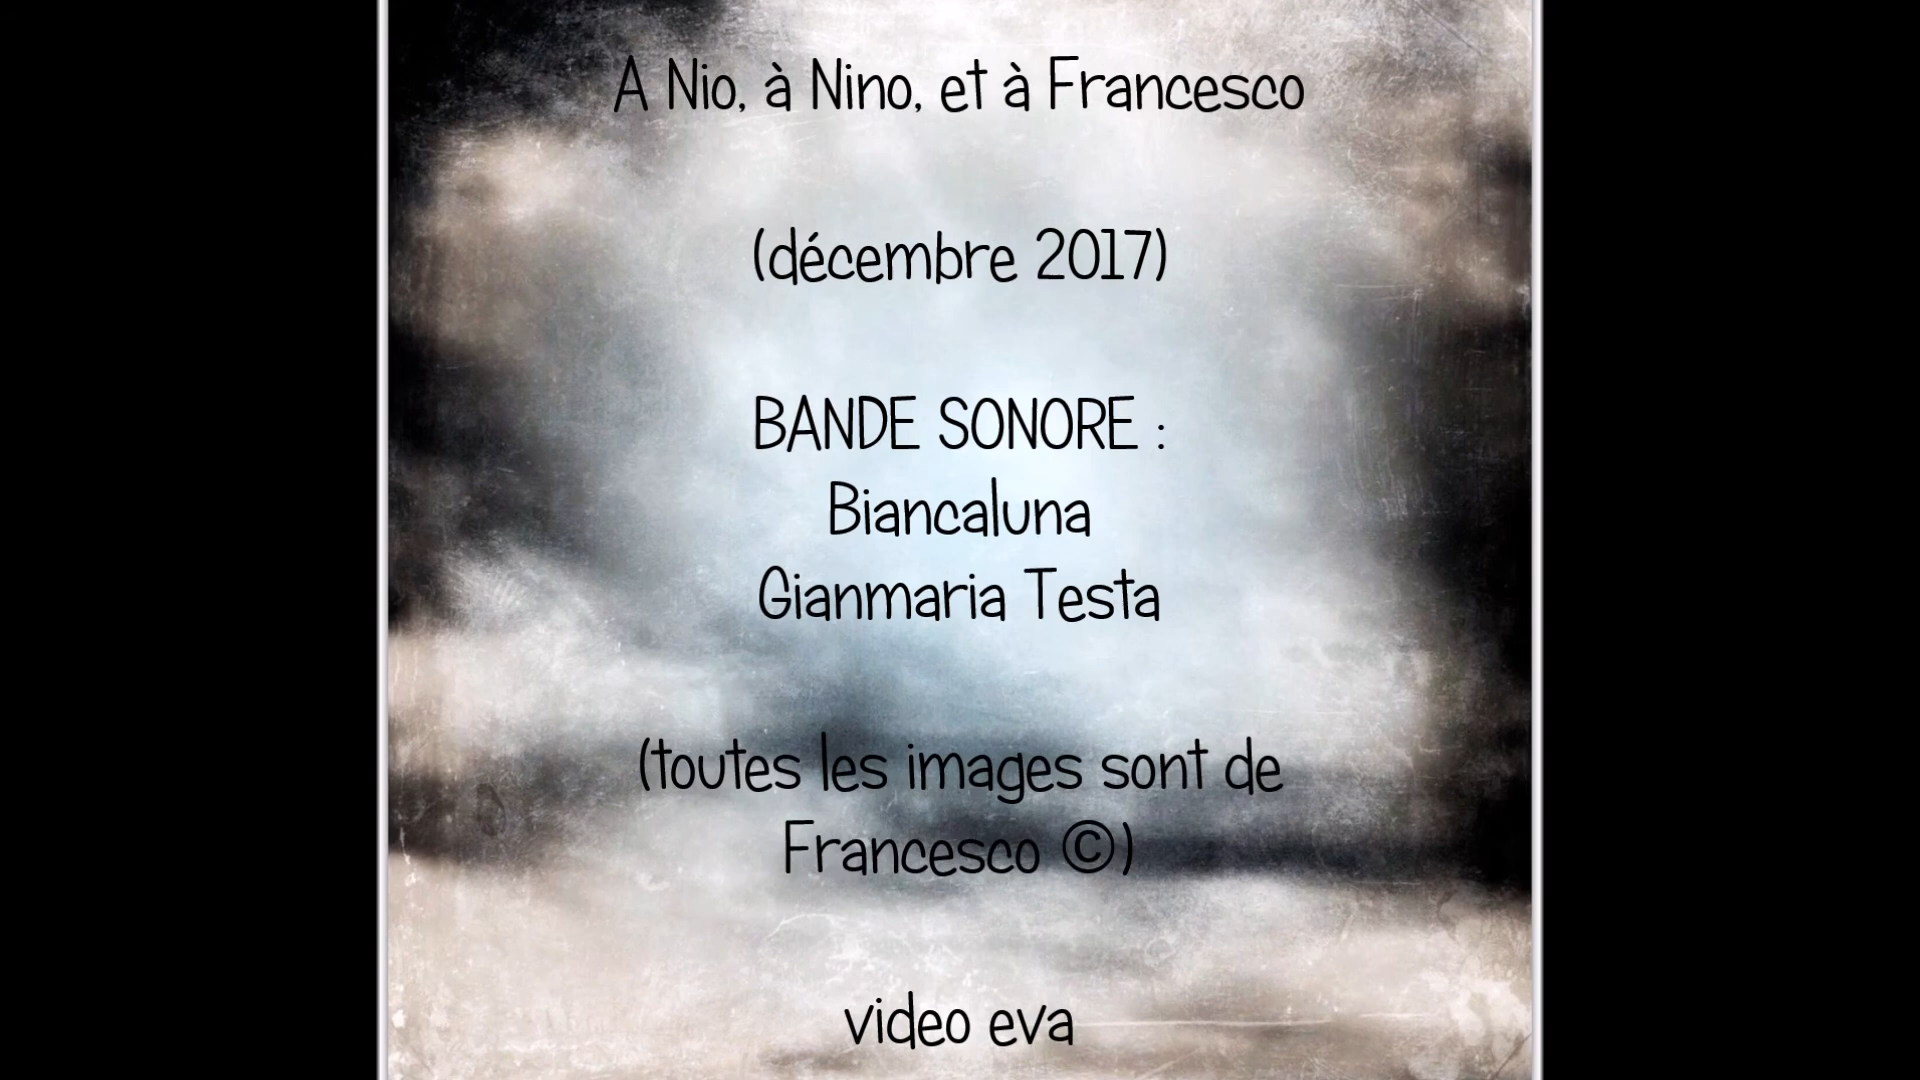 A Nio, à Nino, et à Francesco
(décembre 2017)
BANDE SONORE :
Biancaluna
Gianmaria Testa
(toutes les images sont de
Francesco ©)
video eva